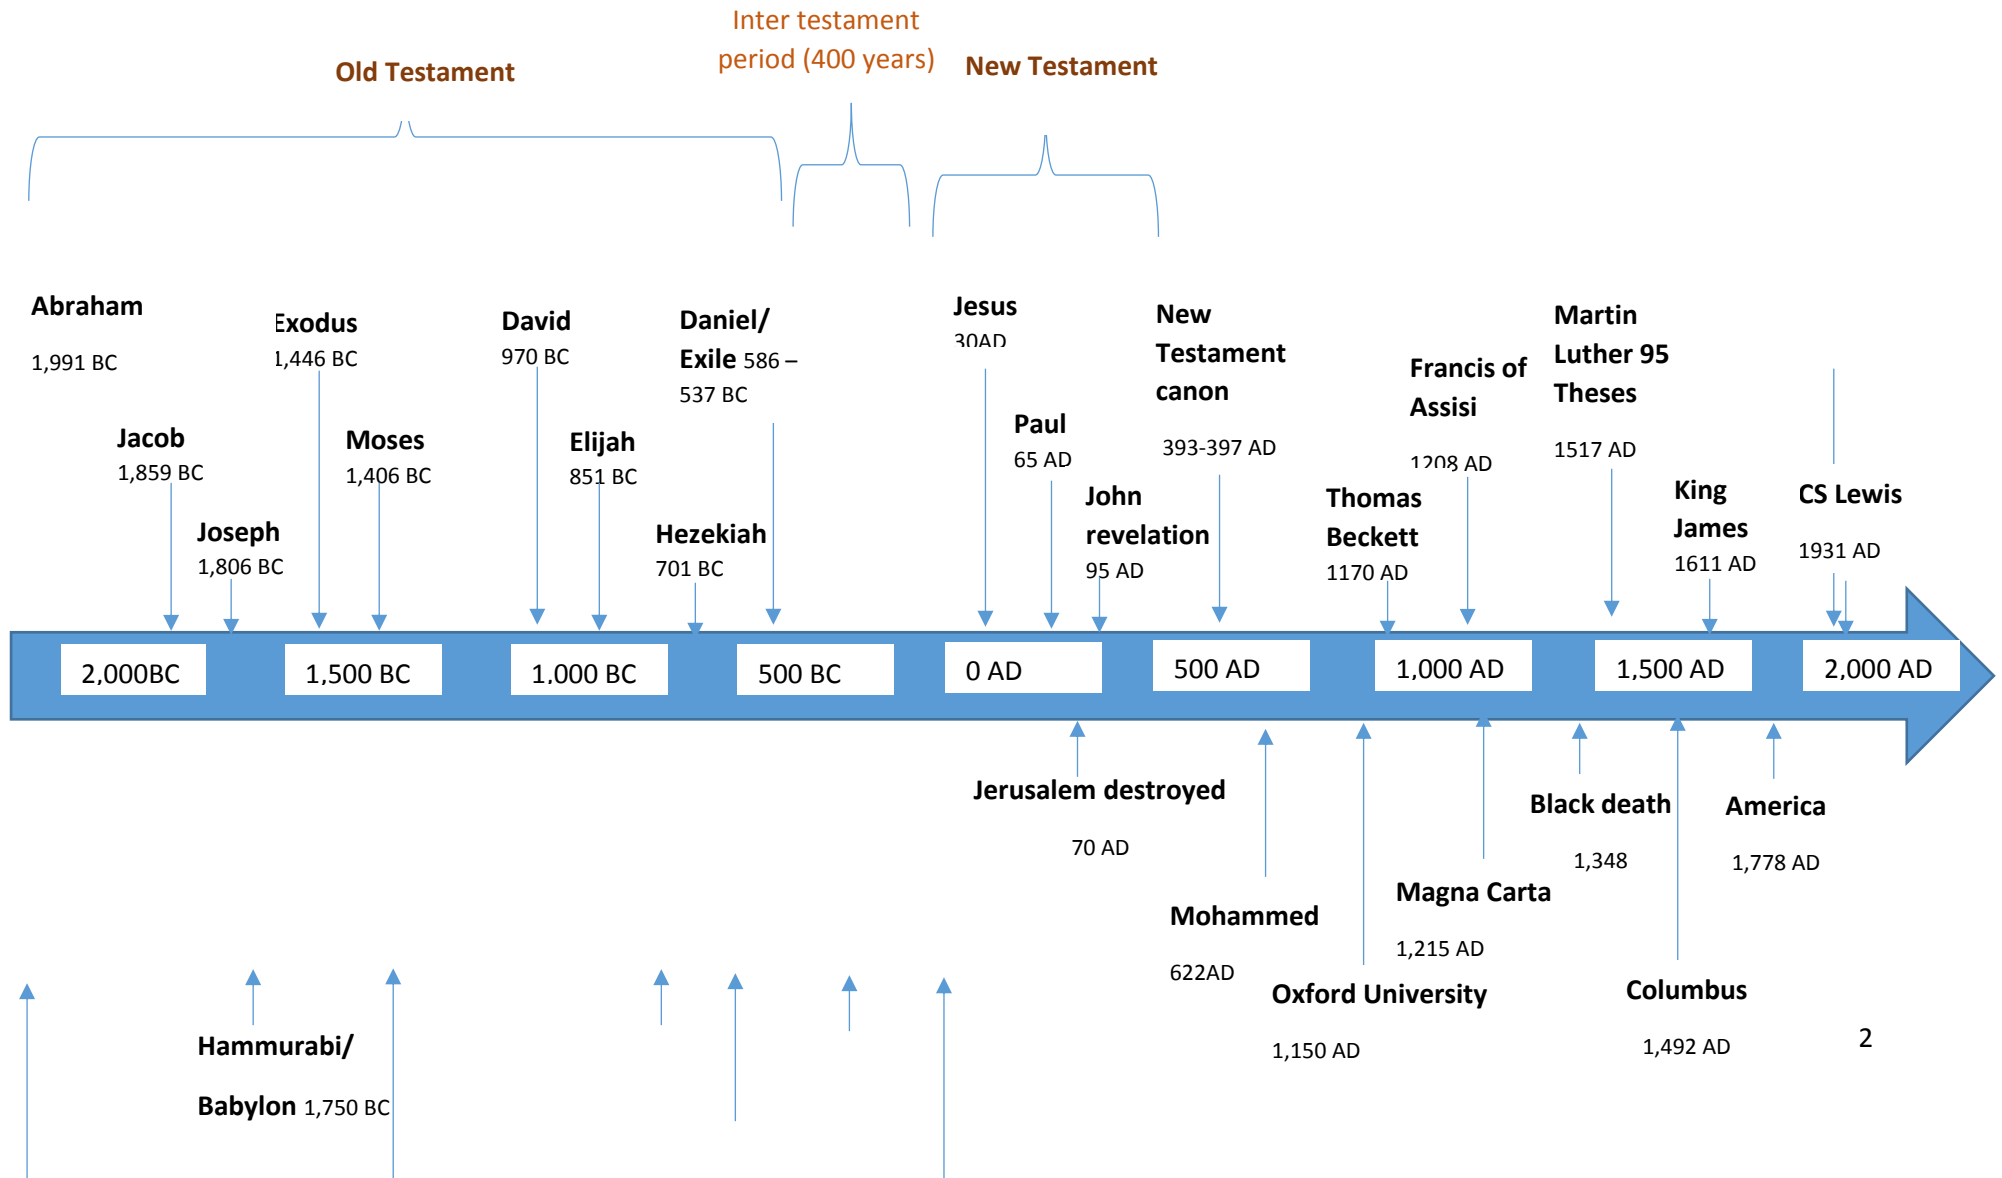 Inter testament
period (400 years)
Old Testament
New Testament
Abraham
1,991 BC
Jacob
1,859 BC
Joseph
1,806 BC
Exodus
1,446 BC
Moses
1,406 BC
David
970 BC
Elijah
851 BC
Hezekiah
701 BC
Daniel/
Exile 586 –
537 BC
Jesus
30AD
Paul
65 AD
John
revelation
95 AD
New
Testament
canon
393-397 AD
Thomas
Beckett
1170 AD
Francis of
Assisi
1208 AD
Martin
Luther 95
Theses
1517 AD
King
James
1611 AD
CS Lewis
1931 AD
2,000BC
1,500 BC
1,000 BC
500 BC
0 AD
500 AD
1,000 AD
1,500 AD
2,000 AD
Jerusalem destroyed
70 AD
Mohammed
622AD
Oxford University
1,150 AD
Magna Carta
1,215 AD
Black death
1,348
Columbus
1,492 AD
America
1,778 AD
Hammurabi/
Babylon 1,750 BC
2